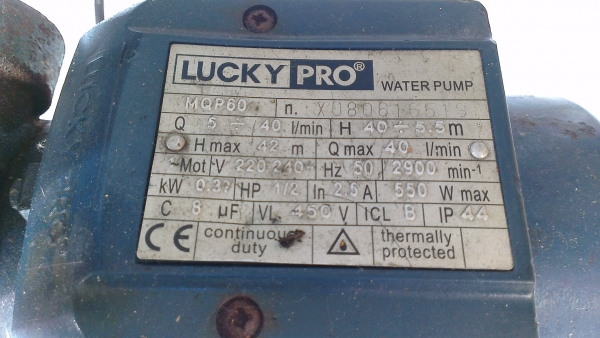 LUCKY PRO® WATER PUMP
MQP60 n.
Q 5 ÷ 40 l/min H 40 ÷ 5.5 m
H max 42 m Q max 40 l/min
~Mot V 220 240 Hz 50 2900 min⁻¹
kW 0.37 HP 1/2 In 2.5 A 550 W max
C 8 µF VL 450 V ICL B IP 44
CE continuous duty thermally protected
LUCKY